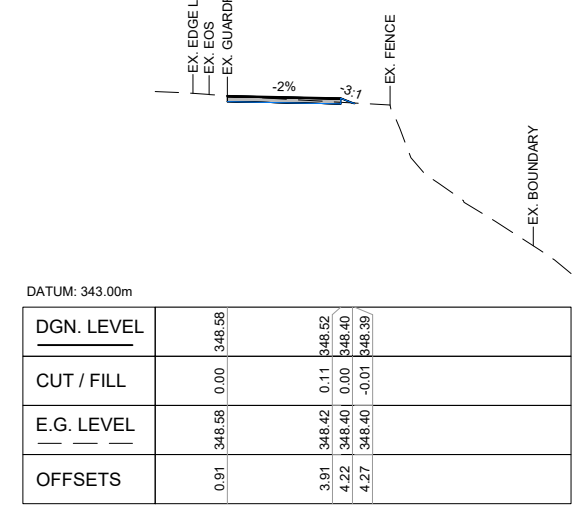 EX. EDGE L
EX. EOS
EX. GUARDR
-2%
-3:1
EX. FENCE
EX. BOUNDARY
DATUM: 343.00m
DGN. LEVEL 348.58 348.52 348.40 348.39
CUT / FILL 0.00 0.11 0.00 -0.01
E.G. LEVEL 348.58 348.42 348.40 348.40
OFFSETS 0.91 3.91 4.22 4.27